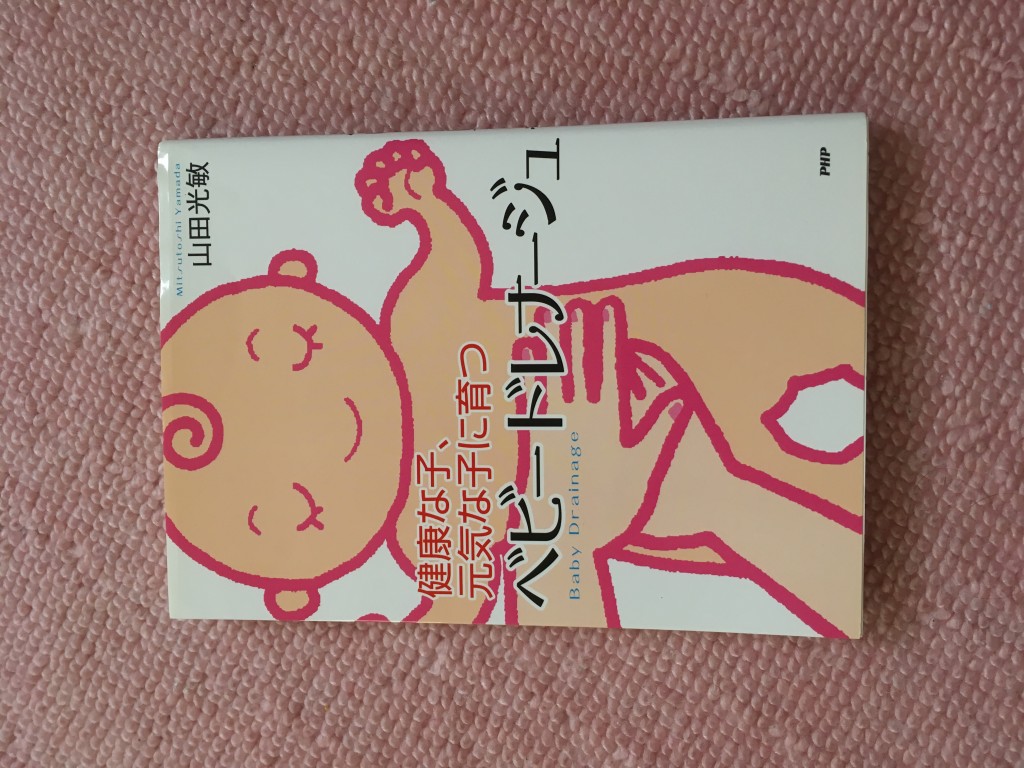 Mitsutoshi Yamada
山田光敏
健康な子、
元気な子に育つ
ベビードレナージュ
Baby Drainage
PHP